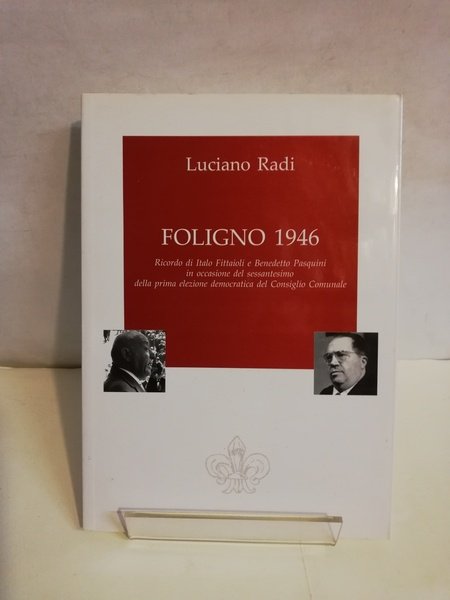 Luciano Radi
FOLIGNO 1946
Ricordo di Italo Fittaioli e Benedetto Pasquini
in occasione del sessantesimo
della prima elezione democratica del Consiglio Comunale